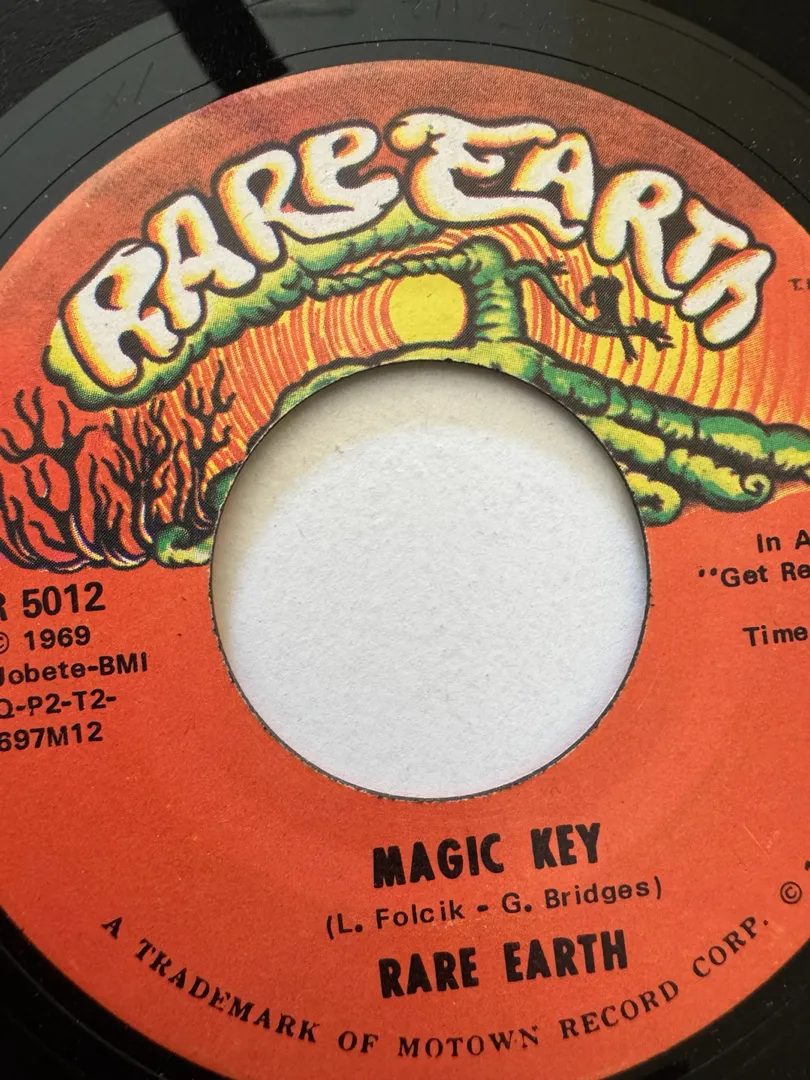 RARE EARTH
R 5012
© 1969
Jobete-BMI
Q-P2-T2-
697M12
In A
"Get Re
Time
MAGIC KEY
(L. Folcik - G. Bridges)
RARE EARTH
A TRADEMARK OF MOTOWN RECORD CORP. ©